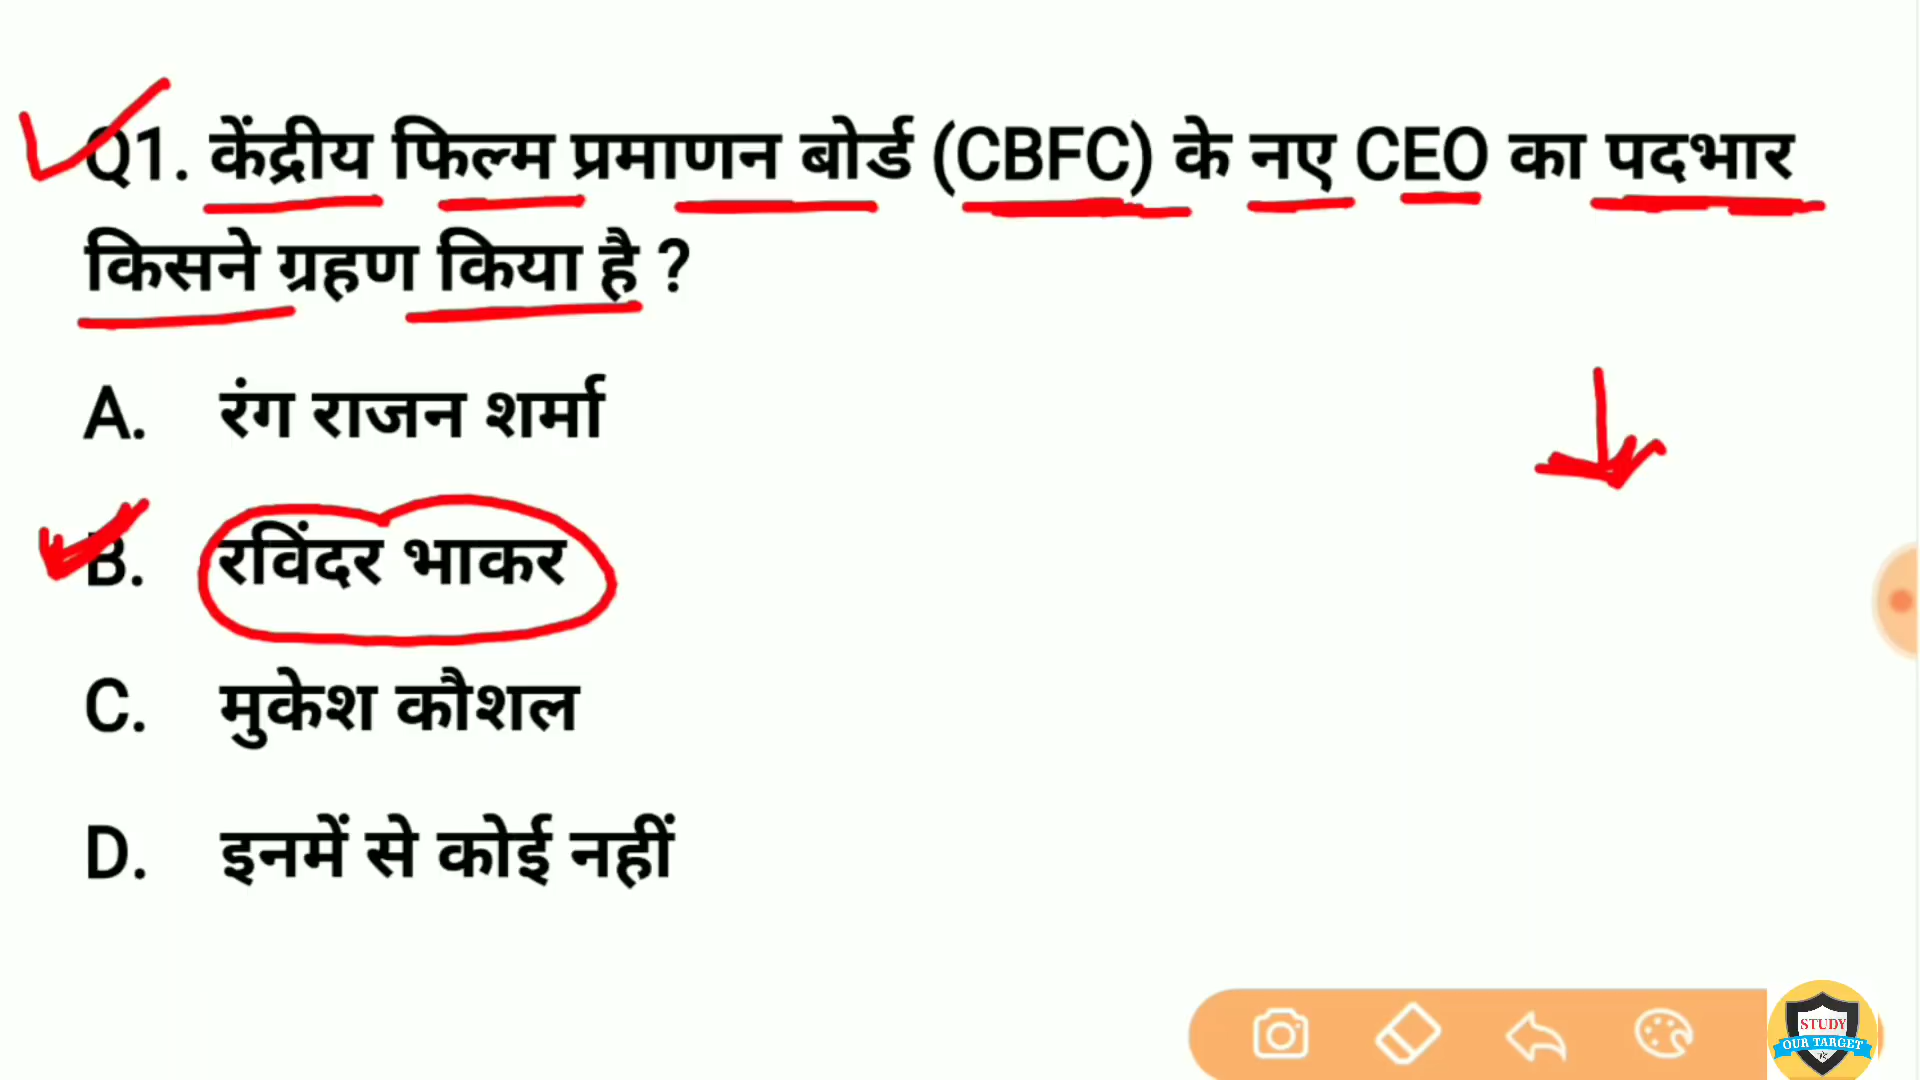 Q1. केंद्रीय फिल्म प्रमाणन बोर्ड (CBFC) के नए CEO का पदभार
किसने ग्रहण किया है ?
A. रंग राजन शर्मा
B. रविंदर भाकर
C. मुकेश कौशल
D. इनमें से कोई नहीं
STUDY
OUR TARGET